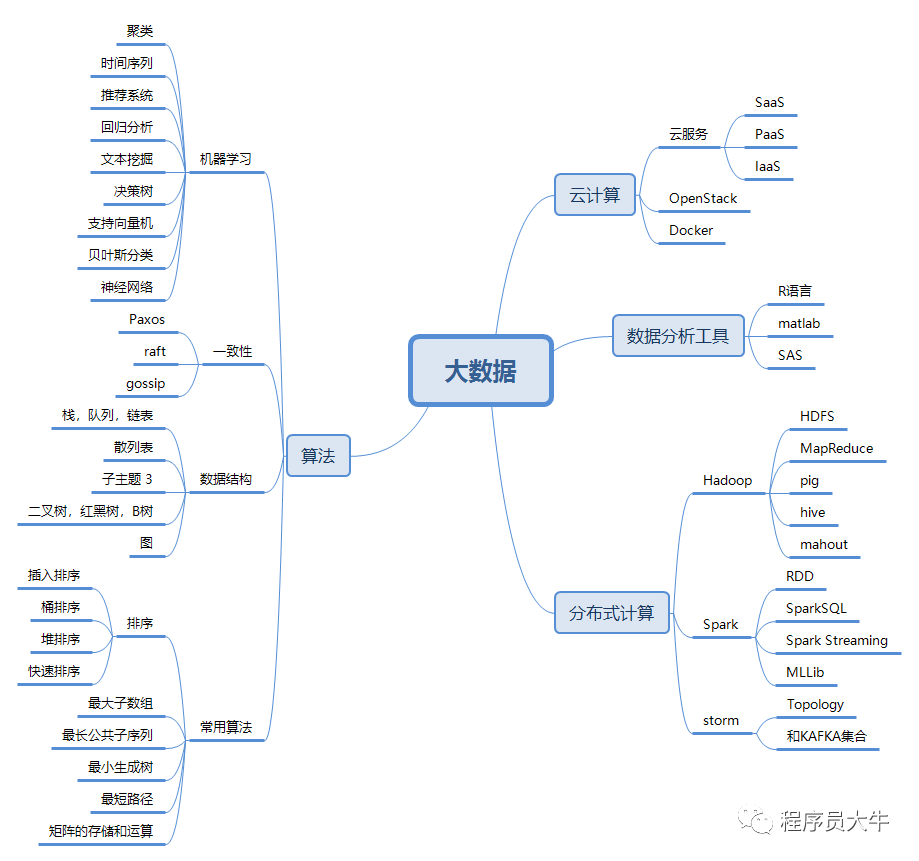 大数据
云计算
云服务
SaaS
PaaS
IaaS
OpenStack
Docker
数据分析工具
R语言
matlab
SAS
分布式计算
Hadoop
HDFS
MapReduce
pig
hive
mahout
Spark
RDD
SparkSQL
Spark Streaming
MLLib
storm
Topology
和KAFKA集合
算法
机器学习
聚类
时间序列
推荐系统
回归分析
文本挖掘
决策树
支持向量机
贝叶斯分类
神经网络
一致性
Paxos
raft
gossip
数据结构
栈，队列，链表
散列表
子主题 3
二叉树，红黑树，B树
图
常用算法
排序
插入排序
桶排序
堆排序
快速排序
最大子数组
最长公共子序列
最小生成树
最短路径
矩阵的存储和运算
程序员大牛